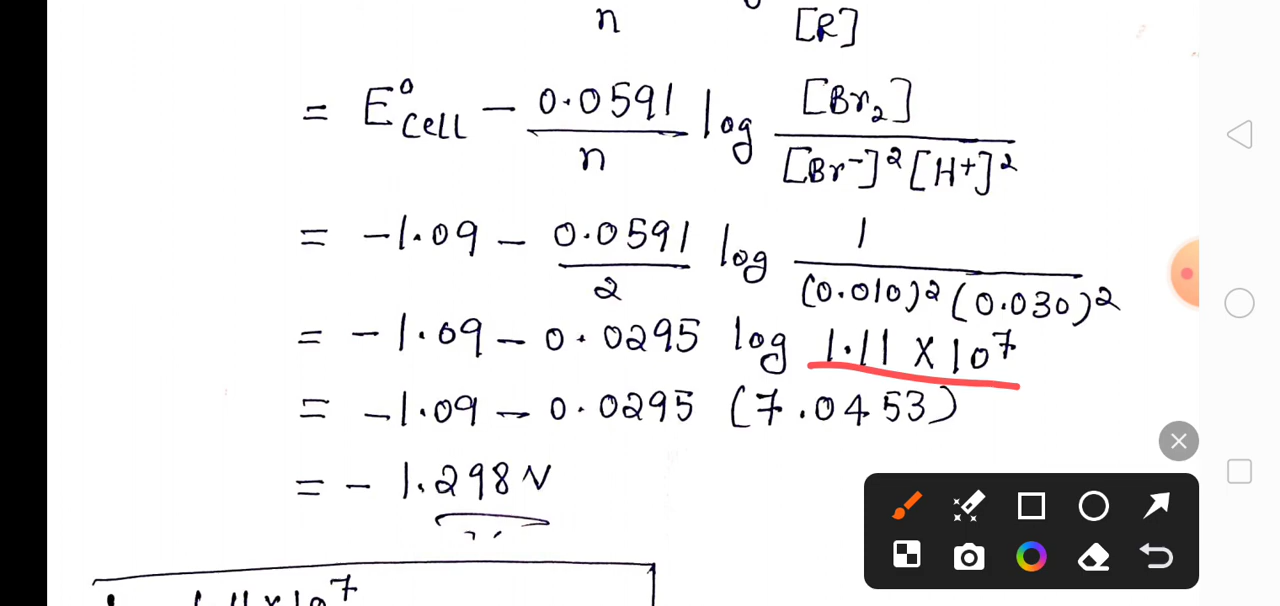 n [R]
= E°cell – 0.0591/n log [Br₂]/[Br⁻]²[H⁺]²
= –1.09 – 0.0591/2 log 1/(0.010)²(0.030)²
= –1.09 – 0.0295 log 1.11 × 10⁷
= –1.09 – 0.0295 (7.0453)
= – 1.298 V